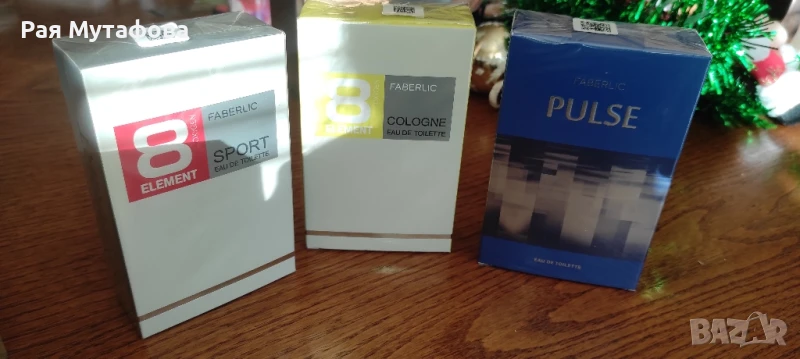 Рая Мутафова
8
ELEMENT
FABERLIC
SPORT
EAU DE TOILETTE
8
ELEMENT
FABERLIC
COLOGNE
EAU DE TOILETTE
FABERLIC
PULSE
EAU DE TOILETTE
BAZAR